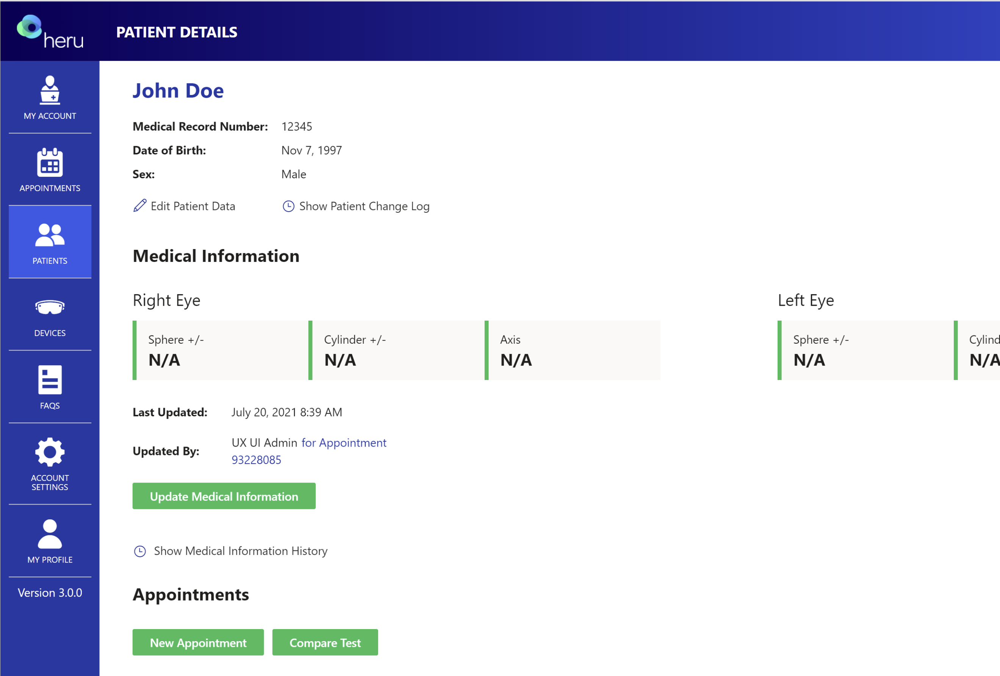 heru
PATIENT DETAILS
MY ACCOUNT
APPOINTMENTS
PATIENTS
DEVICES
FAQS
ACCOUNT
SETTINGS
MY PROFILE
Version 3.0.0
John Doe
Medical Record Number: 12345
Date of Birth: Nov 7, 1997
Sex: Male
Edit Patient Data Show Patient Change Log
Medical Information
Right Eye Left Eye
Sphere +/- Cylinder +/- Axis Sphere +/- Cylind
N/A N/A N/A N/A N/A
Last Updated: July 20, 2021 8:39 AM
Updated By: UX UI Admin for Appointment
93228085
Update Medical Information
Show Medical Information History
Appointments
New Appointment Compare Test